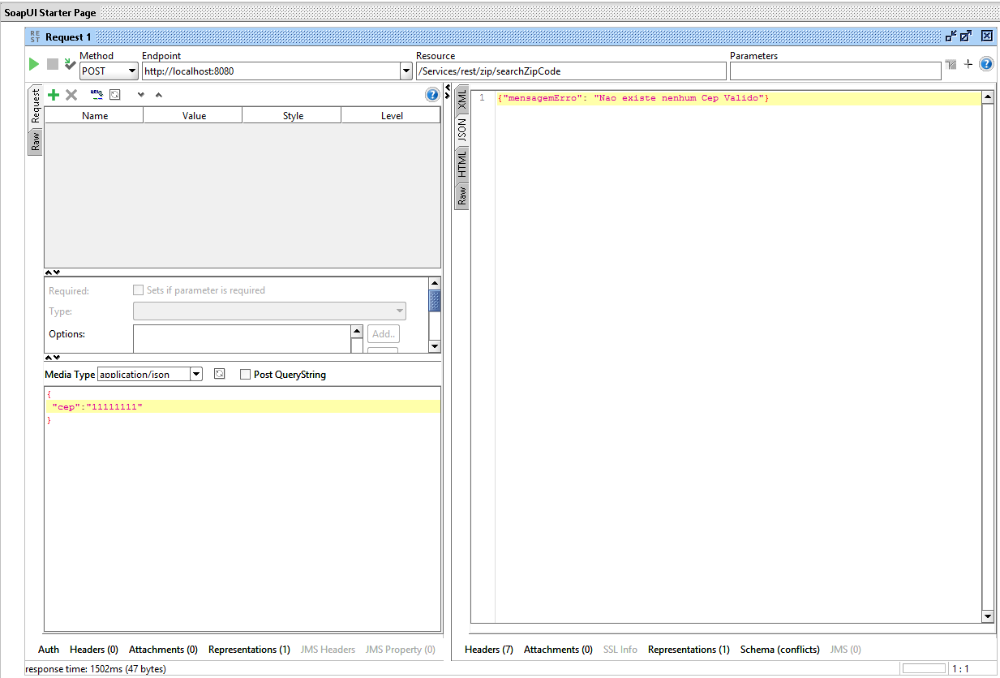 SoapUI Starter Page
RE
ST
Request 1
Method
Endpoint
Resource
Parameters
POST
http://localhost:8080
/Services/rest/zip/searchZipCode
Request
Raw
Name
Value
Style
Level
Required:
Sets if parameter is required
Type:
Options:
Add..
Media Type
application/json
Post QueryString
{
"cep":"11111111"
}
XML
JSON
HTML
Raw
1
{"mensagemErro": "Nao existe nenhum Cep Valido"}
Auth
Headers (0)
Attachments (0)
Representations (1)
JMS Headers
JMS Property (0)
Headers (7)
Attachments (0)
SSL Info
Representations (1)
Schema (conflicts)
JMS (0)
response time: 1502ms (47 bytes)
1 : 1